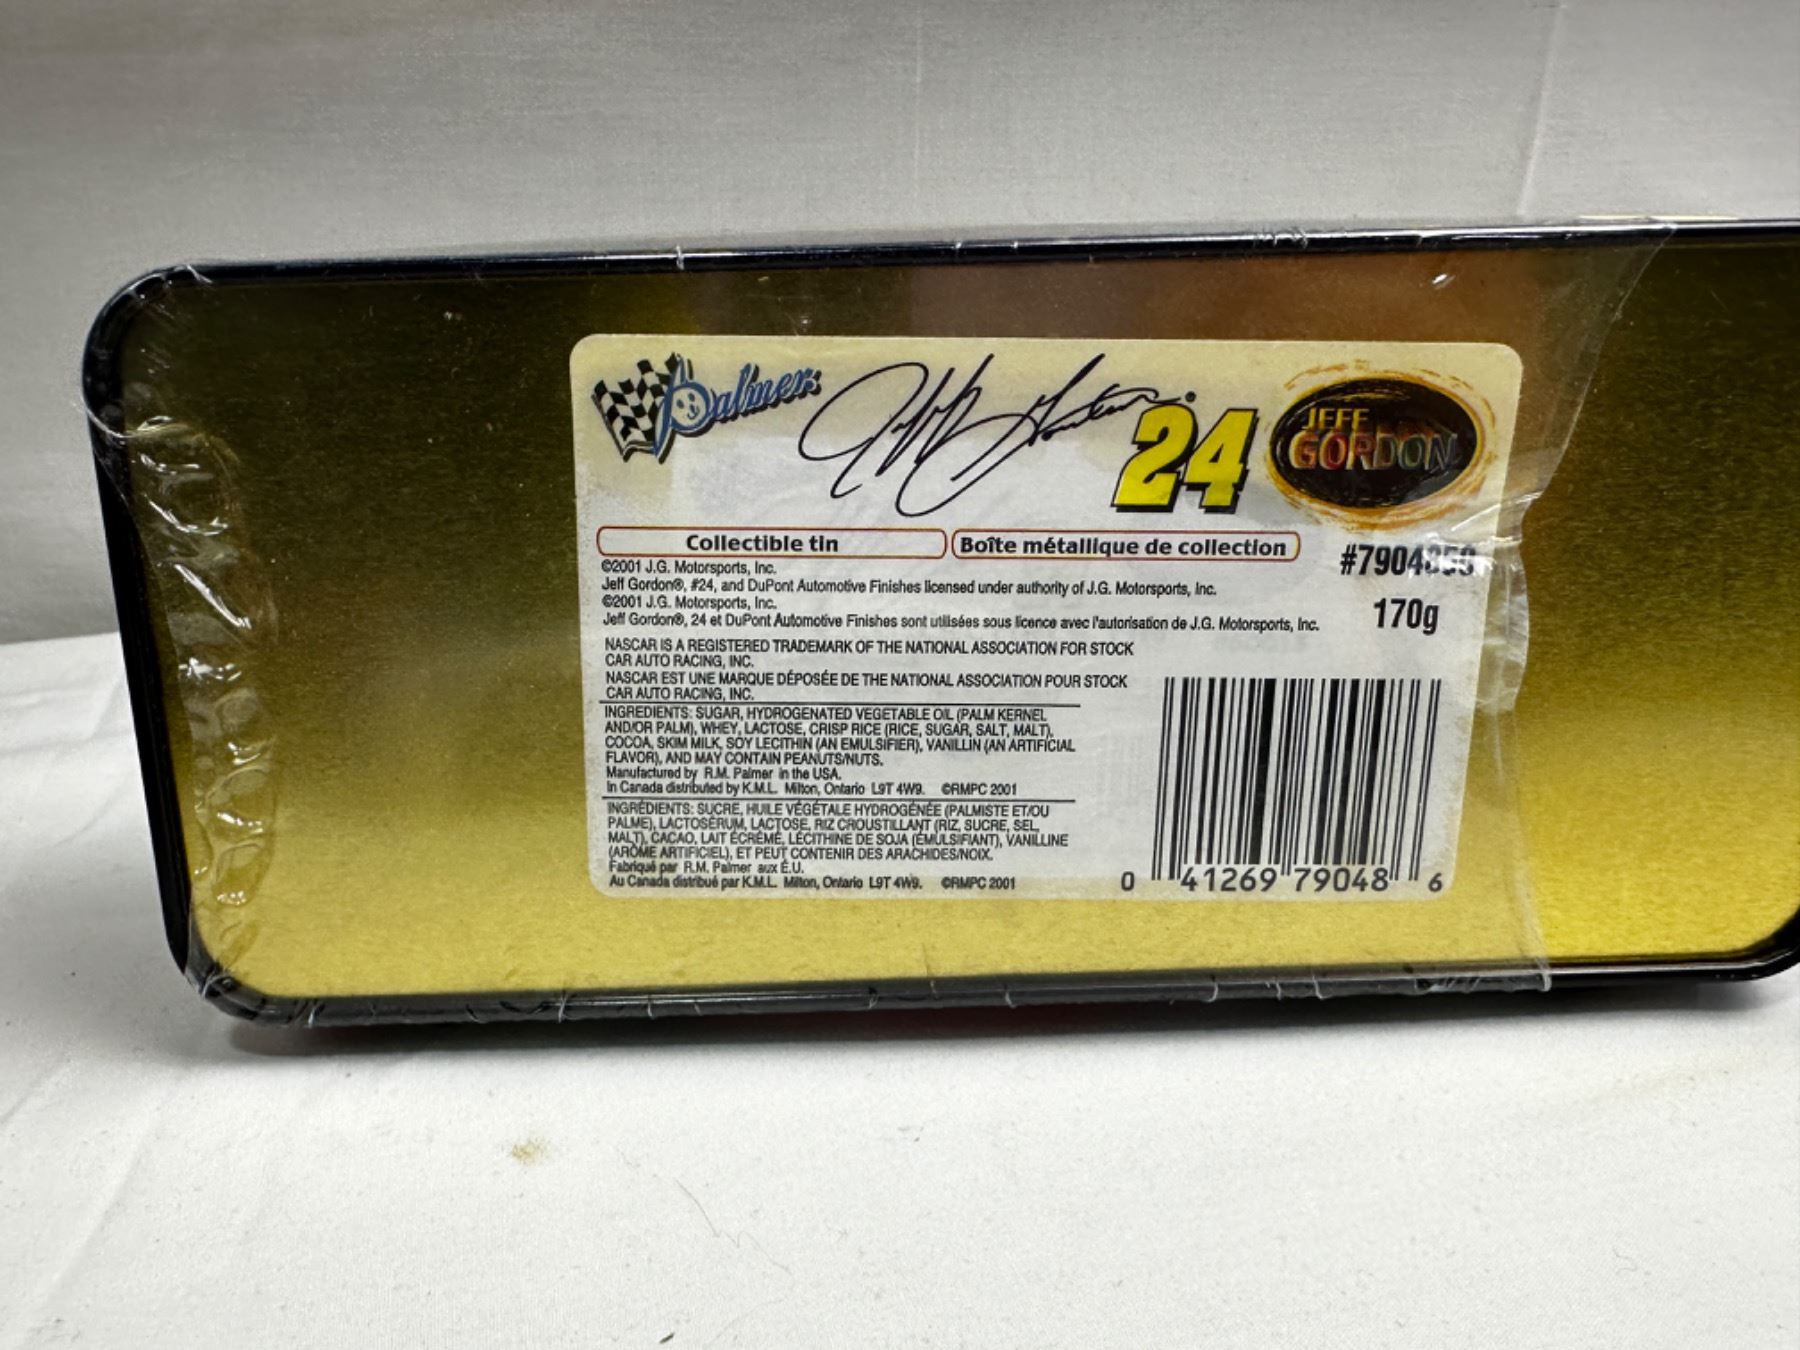 Palmer
Jeff Gordon
24
JEFF
GORDON
Collectible tin
Boîte métallique de collection
©2001 J.G. Motorsports, Inc.
Jeff Gordon®, #24, and DuPont Automotive Finishes licensed under authority of J.G. Motorsports, Inc.
©2001 J.G. Motorsports, Inc.
Jeff Gordon®, 24 et DuPont Automotive Finishes sont utilisées sous licence avec l'autorisation de J.G. Motorsports, Inc.
170g
NASCAR IS A REGISTERED TRADEMARK OF THE NATIONAL ASSOCIATION FOR STOCK
CAR AUTO RACING, INC.
NASCAR EST UNE MARQUE DÉPOSÉE DE THE NATIONAL ASSOCIATION POUR STOCK
CAR AUTO RACING, INC.
INGREDIENTS: SUGAR, HYDROGENATED VEGETABLE OIL (PALM KERNEL
AND/OR PALM), WHEY, LACTOSE, CRISP RICE (RICE, SUGAR, SALT, MALT),
COCOA, SKIM MILK, SOY LECITHIN (AN EMULSIFIER), VANILLIN (AN ARTIFICIAL
FLAVOR), AND MAY CONTAIN PEANUTS/NUTS.
Manufactured by R.M. Palmer in the USA.
In Canada distributed by K.M.L. Milton, Ontario L9T 4W9. ©RMPC 2001
INGRÉDIENTS: SUCRE, HUILE VÉGÉTALE HYDROGÉNÉE (PALMISTE ET/OU
PALME), LACTOSÉRUM, LACTOSE, RIZ CROUSTILLANT (RIZ, SUCRE, SEL,
MALT), CACAO, LAIT ÉCRÉMÉ, LÉCITHINE DE SOJA (ÉMULSIFIANT), VANILLINE
(ARÔME ARTIFICIEL), ET PEUT CONTENIR DES ARACHIDES/NOIX.
Fabriqué par R.M. Palmer aux É.U.
Au Canada distribué par K.M.L. Milton, Ontario L9T 4W9. ©RMPC 2001
0 41269 79048 6